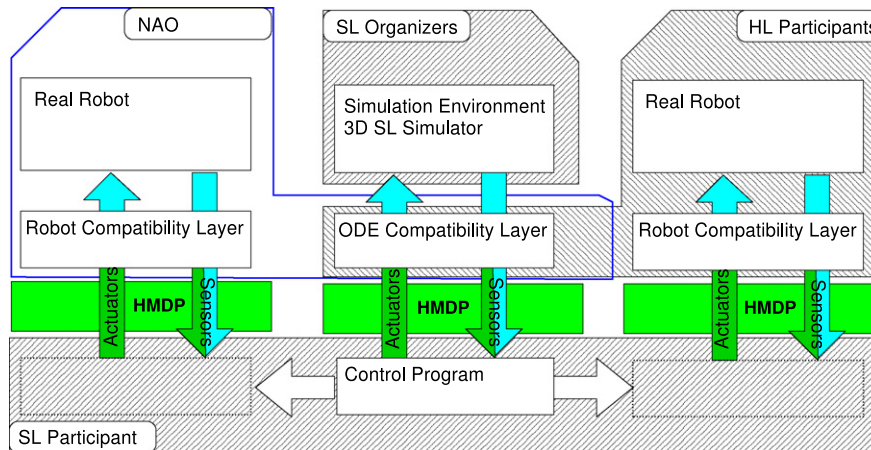 NAO
SL Organizers
HL Participants
Real Robot
Simulation Environment
3D SL Simulator
Real Robot
Robot Compatibility Layer
ODE Compatibility Layer
Robot Compatibility Layer
Actuators
HMDP
Sensors
Actuators
HMDP
Sensors
Actuators
HMDP
Sensors
Control Program
SL Participant